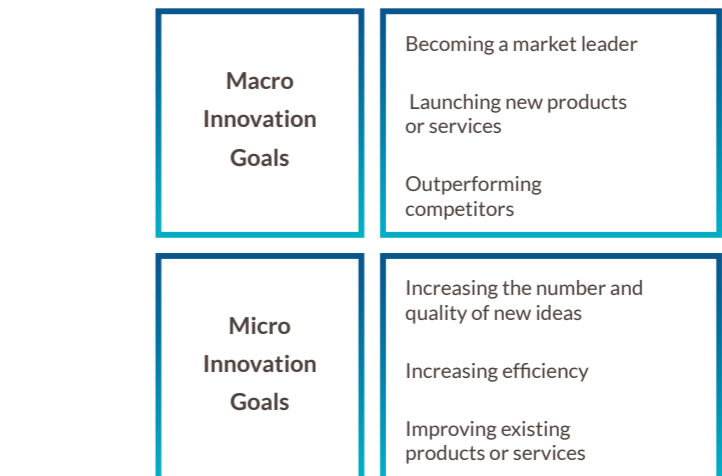 Macro
Innovation
Goals
Becoming a market leader
Launching new products
or services
Outperforming
competitors
Micro
Innovation
Goals
Increasing the number and
quality of new ideas
Increasing efficiency
Improving existing
products or services